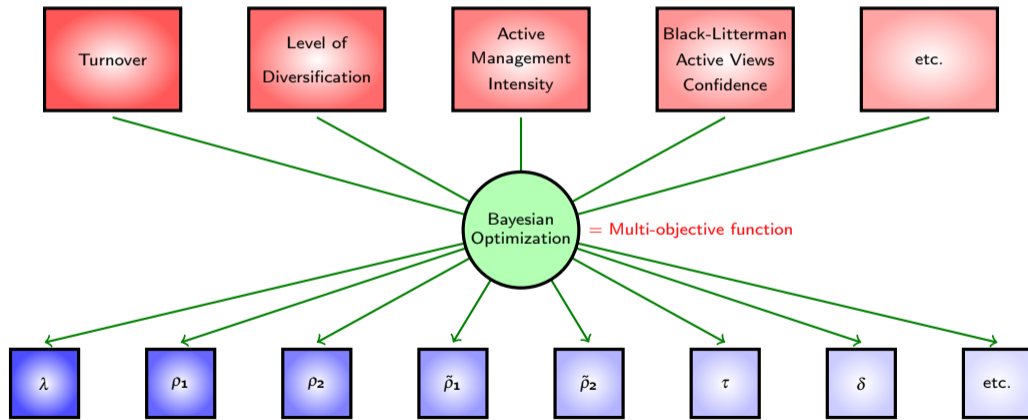 Turnover
Level of
Diversification
Active
Management
Intensity
Black-Litterman
Active Views
Confidence
etc.
Bayesian
Optimization
= Multi-objective function
λ
ρ₁
ρ₂
ρ̃₁
ρ̃₂
τ
δ
etc.